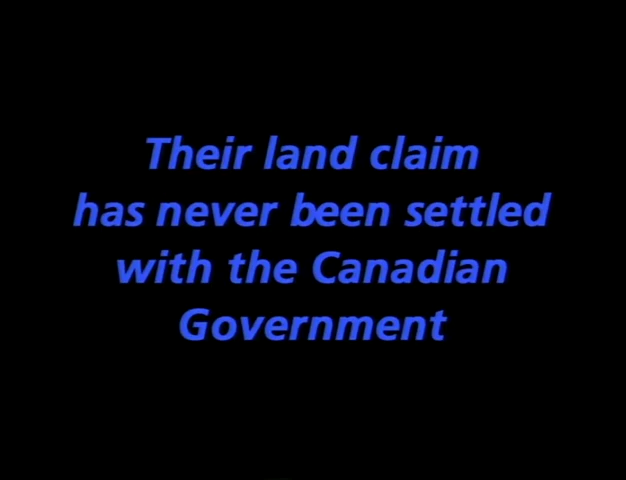 Their land claim
has never been settled
with the Canadian
Government